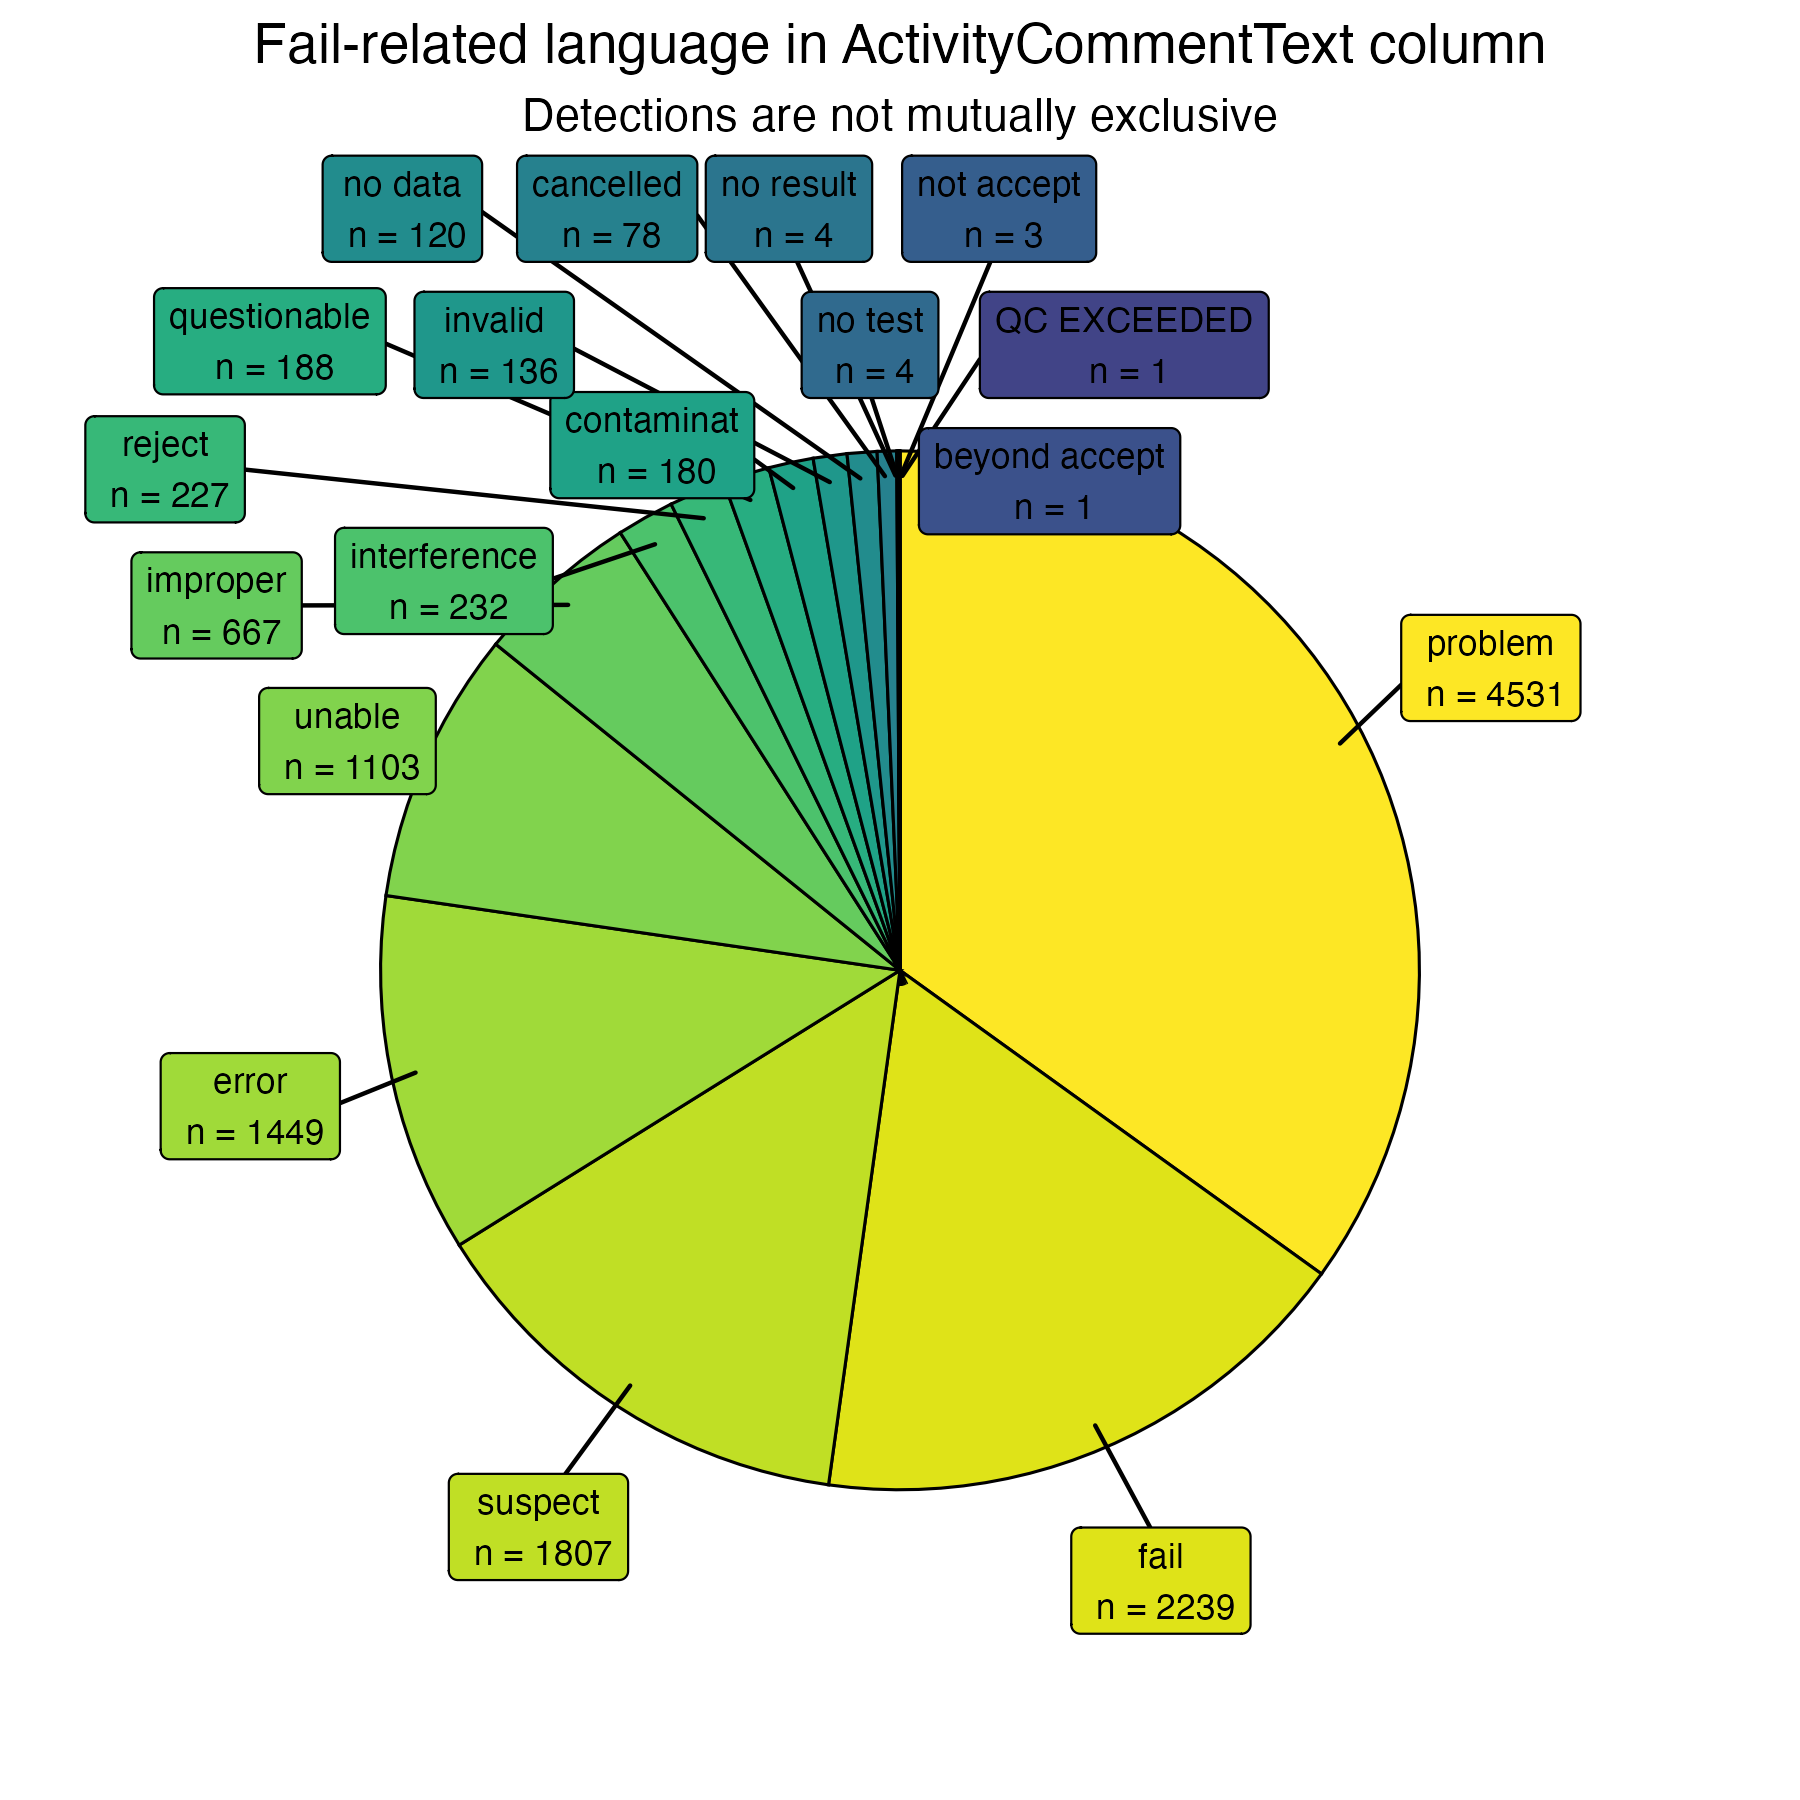 Fail-related language in ActivityCommentText column
Detections are not mutually exclusive
no data
n = 120
cancelled
n = 78
no result
n = 4
not accept
n = 3
questionable
n = 188
invalid
n = 136
no test
n = 4
QC EXCEEDED
n = 1
contaminat
n = 180
reject
n = 227
beyond accept
n = 1
interference
n = 232
improper
n = 667
problem
n = 4531
unable
n = 1103
error
n = 1449
suspect
n = 1807
fail
n = 2239